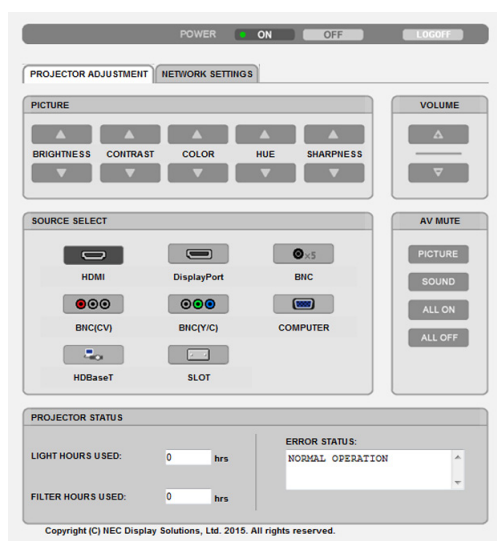 POWER ON OFF LOGOFF
PROJECTOR ADJUSTMENT NETWORK SETTINGS
PICTURE
BRIGHTNESS CONTRAST COLOR HUE SHARPNESS
VOLUME
SOURCE SELECT
HDMI DisplayPort BNC
×5
BNC(CV) BNC(Y/C) COMPUTER
HDBaseT SLOT
AV MUTE
PICTURE
SOUND
ALL ON
ALL OFF
PROJECTOR STATUS
LIGHT HOURS USED: 0 hrs
FILTER HOURS USED: 0 hrs
ERROR STATUS:
NORMAL OPERATION
Copyright (C) NEC Display Solutions, Ltd. 2015. All rights reserved.